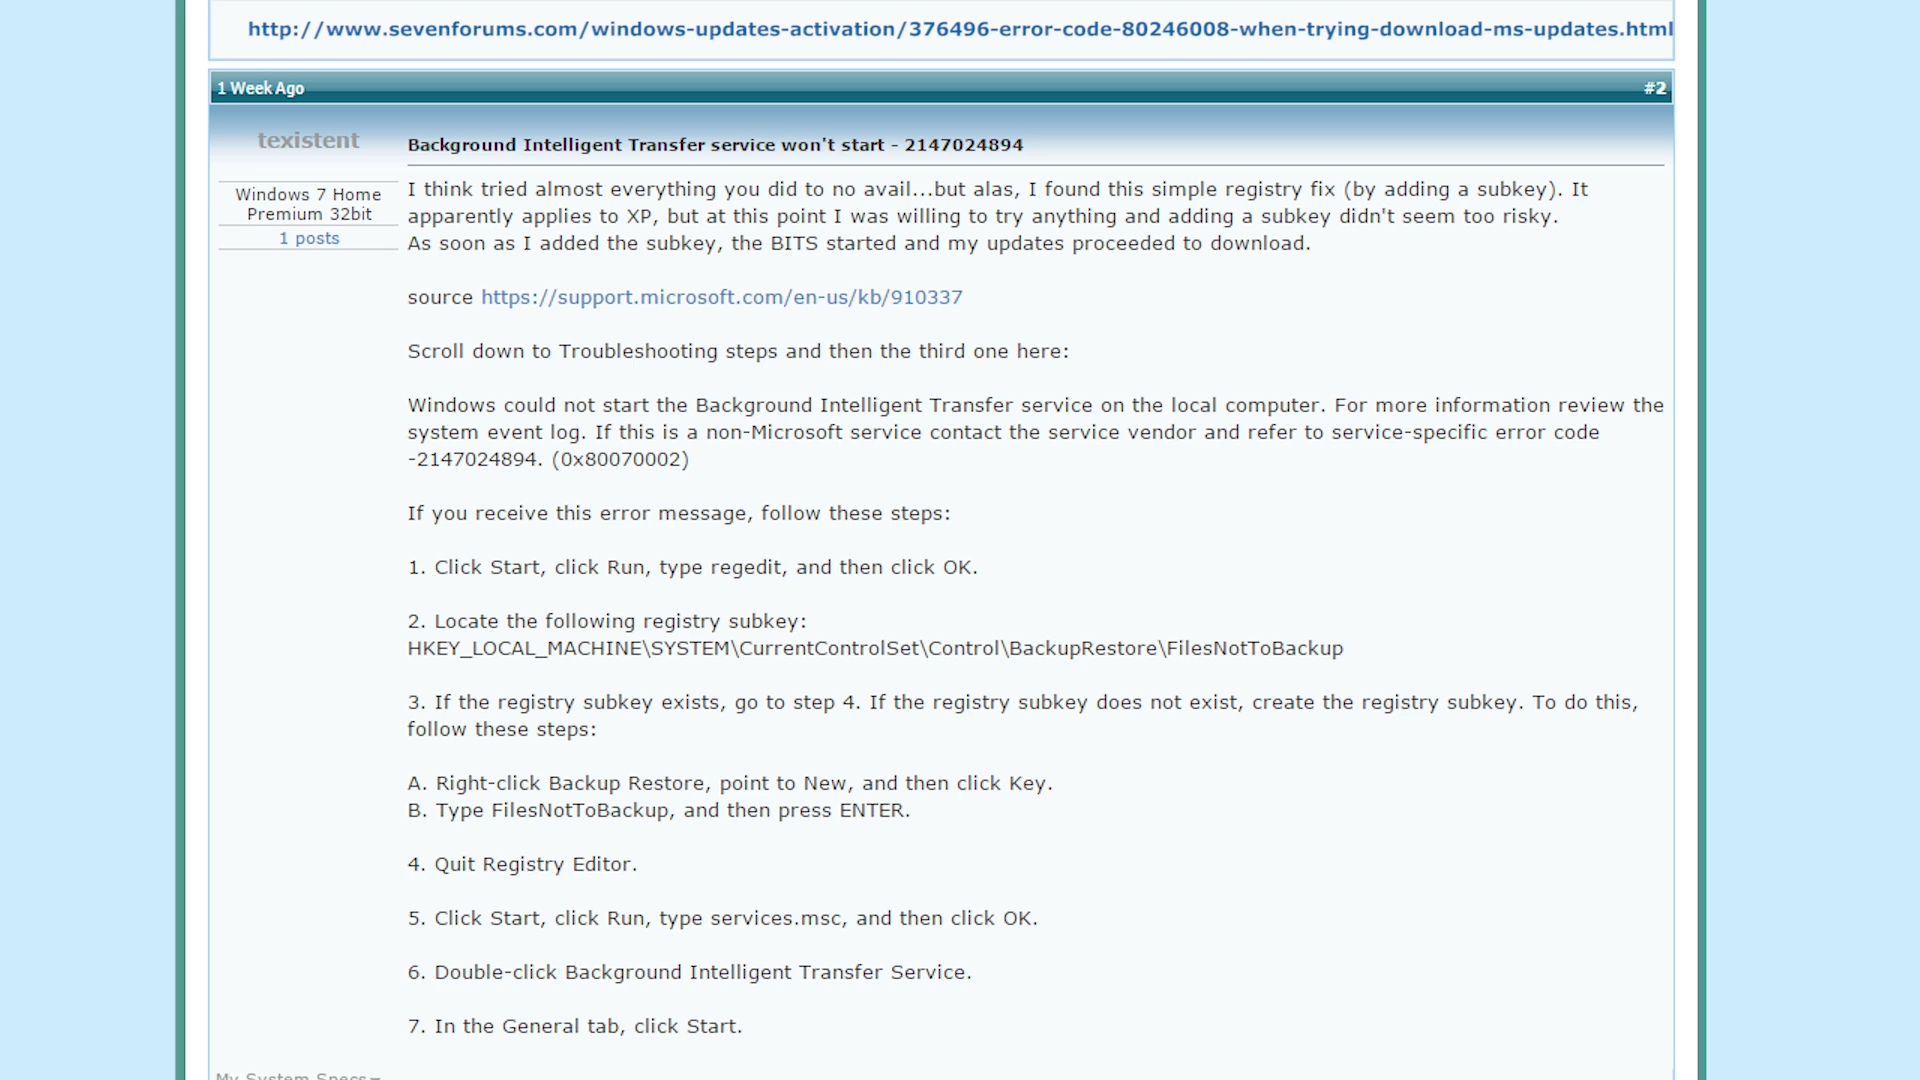 http://www.sevenforums.com/windows-updates-activation/376496-error-code-80246008-when-trying-download-ms-updates.html
1 Week Ago
#2
texistent
Windows 7 Home
Premium 32bit
1 posts
Background Intelligent Transfer service won't start - 2147024894
I think tried almost everything you did to no avail...but alas, I found this simple registry fix (by adding a subkey). It
apparently applies to XP, but at this point I was willing to try anything and adding a subkey didn't seem too risky.
As soon as I added the subkey, the BITS started and my updates proceeded to download.
source https://support.microsoft.com/en-us/kb/910337
Scroll down to Troubleshooting steps and then the third one here:
Windows could not start the Background Intelligent Transfer service on the local computer. For more information review the
system event log. If this is a non-Microsoft service contact the service vendor and refer to service-specific error code
-2147024894. (0x80070002)
If you receive this error message, follow these steps:
1. Click Start, click Run, type regedit, and then click OK.
2. Locate the following registry subkey:
HKEY_LOCAL_MACHINE\SYSTEM\CurrentControlSet\Control\BackupRestore\FilesNotToBackup
3. If the registry subkey exists, go to step 4. If the registry subkey does not exist, create the registry subkey. To do this,
follow these steps:
A. Right-click Backup Restore, point to New, and then click Key.
B. Type FilesNotToBackup, and then press ENTER.
4. Quit Registry Editor.
5. Click Start, click Run, type services.msc, and then click OK.
6. Double-click Background Intelligent Transfer Service.
7. In the General tab, click Start.
My System Specs